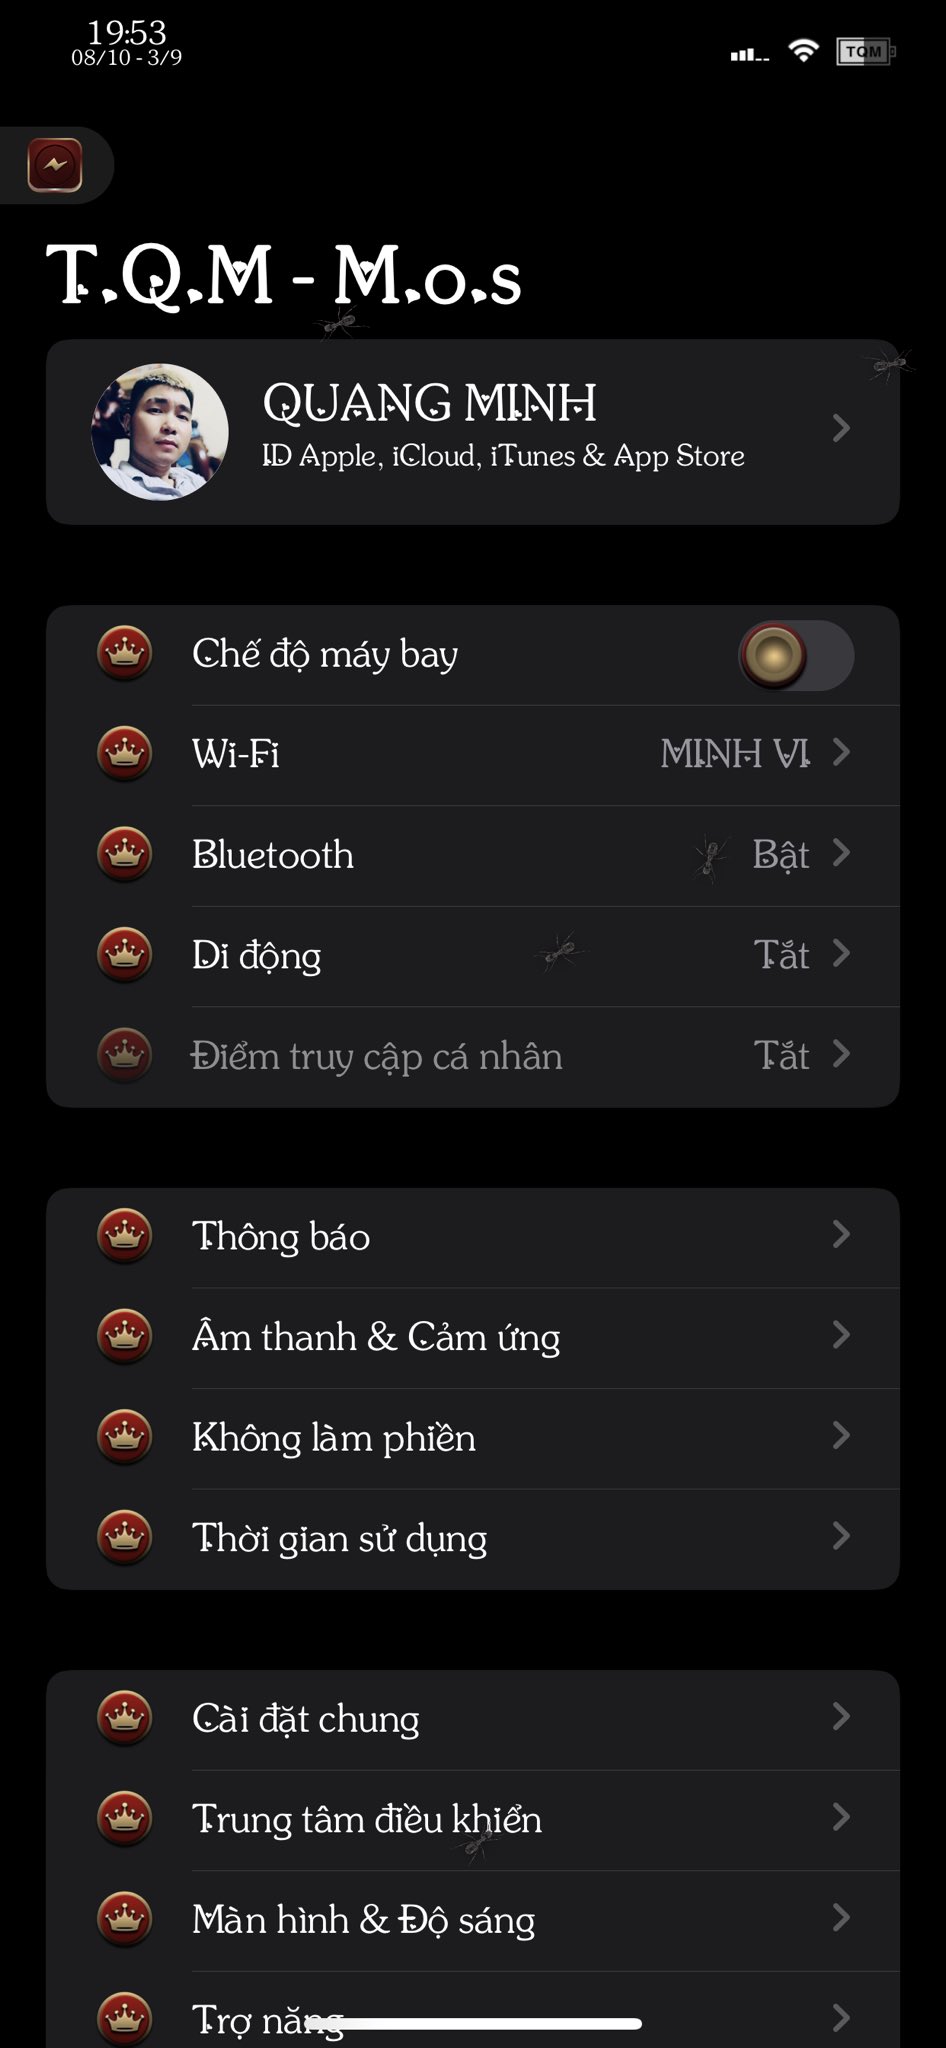 19:53
08/10 - 3/9
TQM
T.Q.M - M.o.s
QUANG MINH
ID Apple, iCloud, iTunes & App Store
Chế độ máy bay
Wi-Fi MINH VI
Bluetooth Bật
Di động Tắt
Điểm truy cập cá nhân Tắt
Thông báo
Âm thanh & Cảm ứng
Không làm phiền
Thời gian sử dụng
Cài đặt chung
Trung tâm điều khiển
Màn hình & Độ sáng
Trợ năng